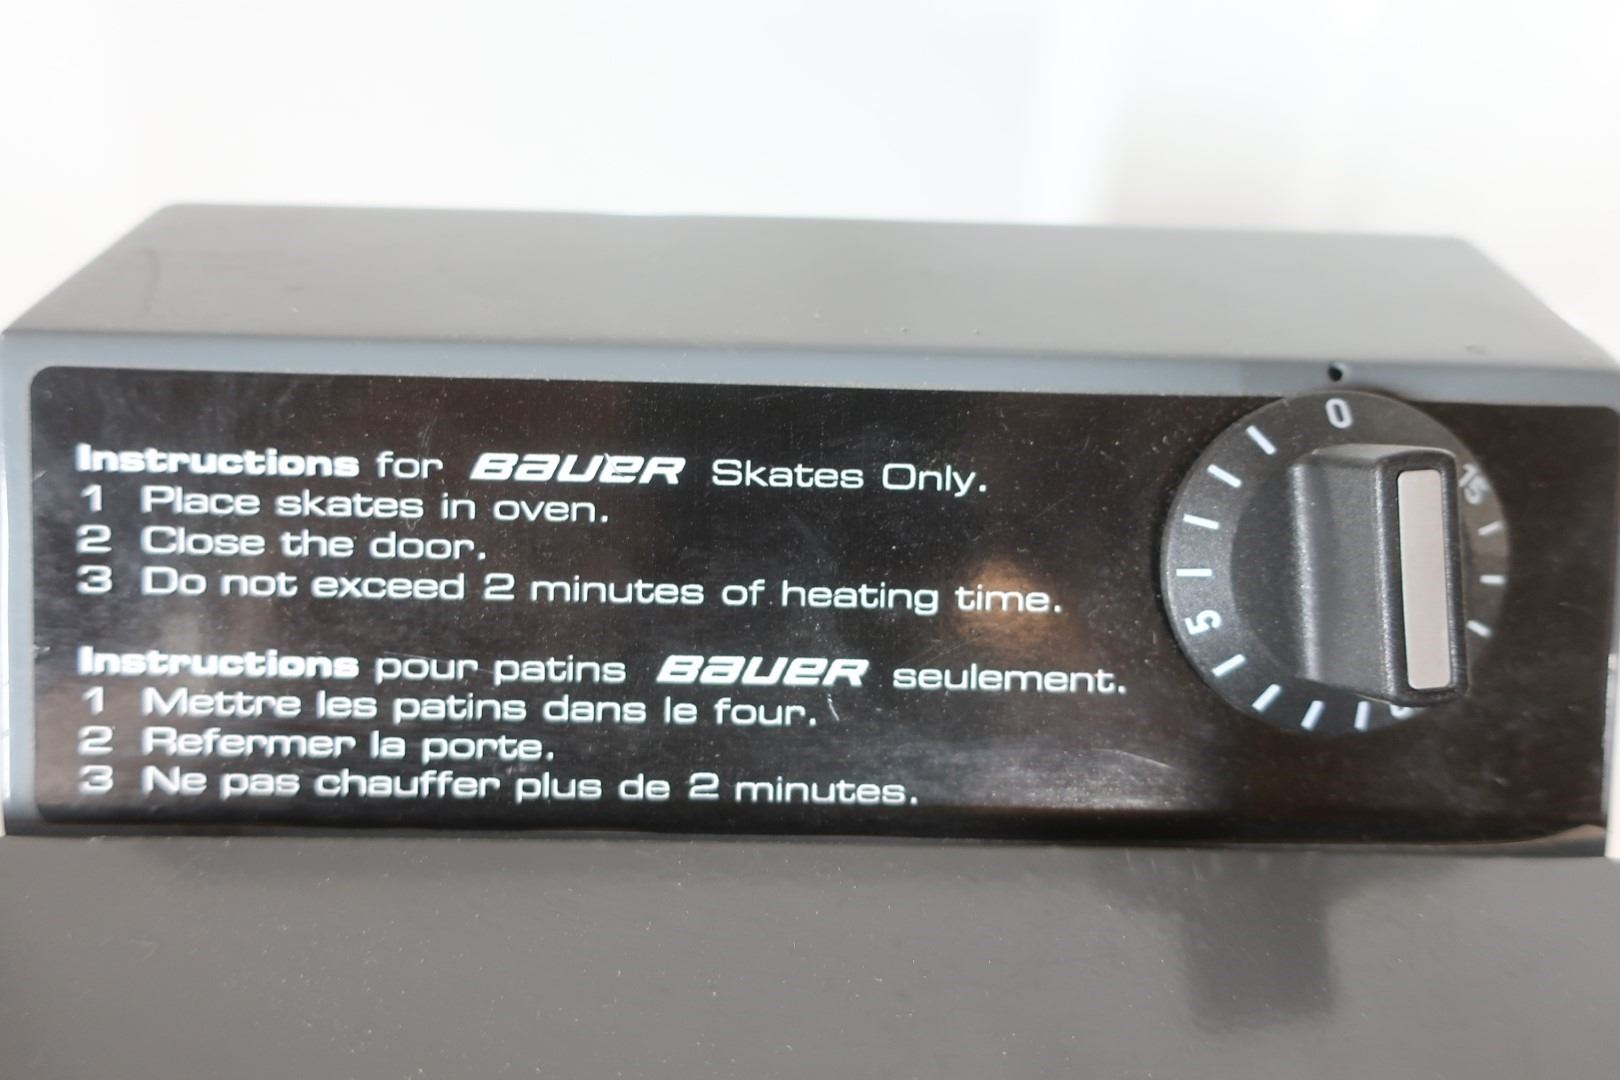 Instructions for BAUER Skates Only.
1 Place skates in oven.
2 Close the door.
3 Do not exceed 2 minutes of heating time.
Instructions pour patins BAUER seulement.
1 Mettre les patins dans le four.
2 Refermer la porte.
3 Ne pas chauffer plus de 2 minutes.
0
15
5